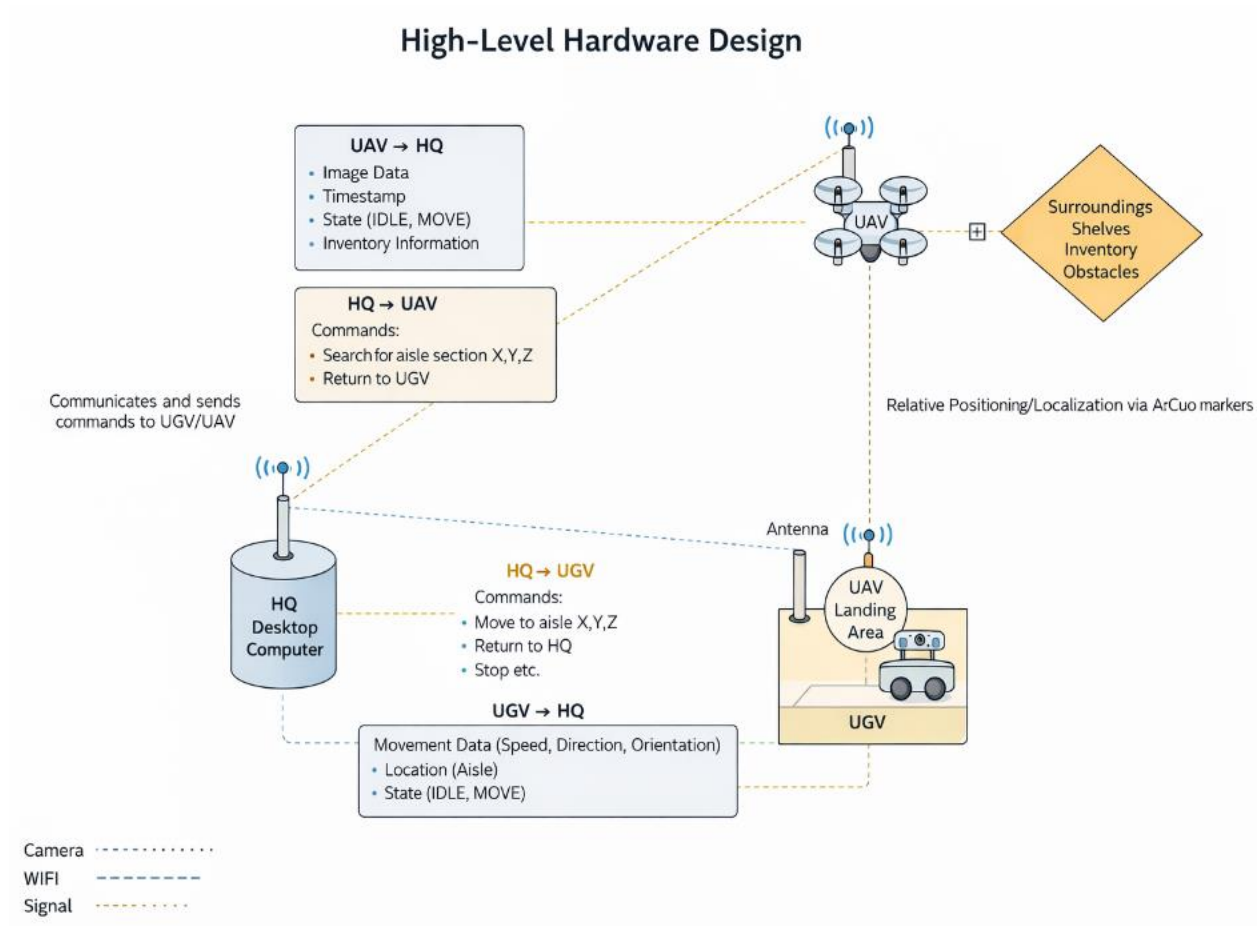 High-Level Hardware Design
UAV → HQ
• Image Data
• Timestamp
• State (IDLE, MOVE)
• Inventory Information
UAV
Surroundings
Shelves
Inventory
Obstacles
HQ → UAV
Commands:
• Search for aisle section X,Y,Z
• Return to UGV
Communicates and sends
commands to UGV/UAV
Relative Positioning/Localization via ArCuo markers
Antenna
HQ
Desktop
Computer
HQ → UGV
Commands:
• Move to aisle X,Y,Z
• Return to HQ
• Stop etc.
UAV
Landing
Area
UGV
UGV → HQ
Movement Data (Speed, Direction, Orientation)
• Location (Aisle)
• State (IDLE, MOVE)
Camera
WIFI
Signal